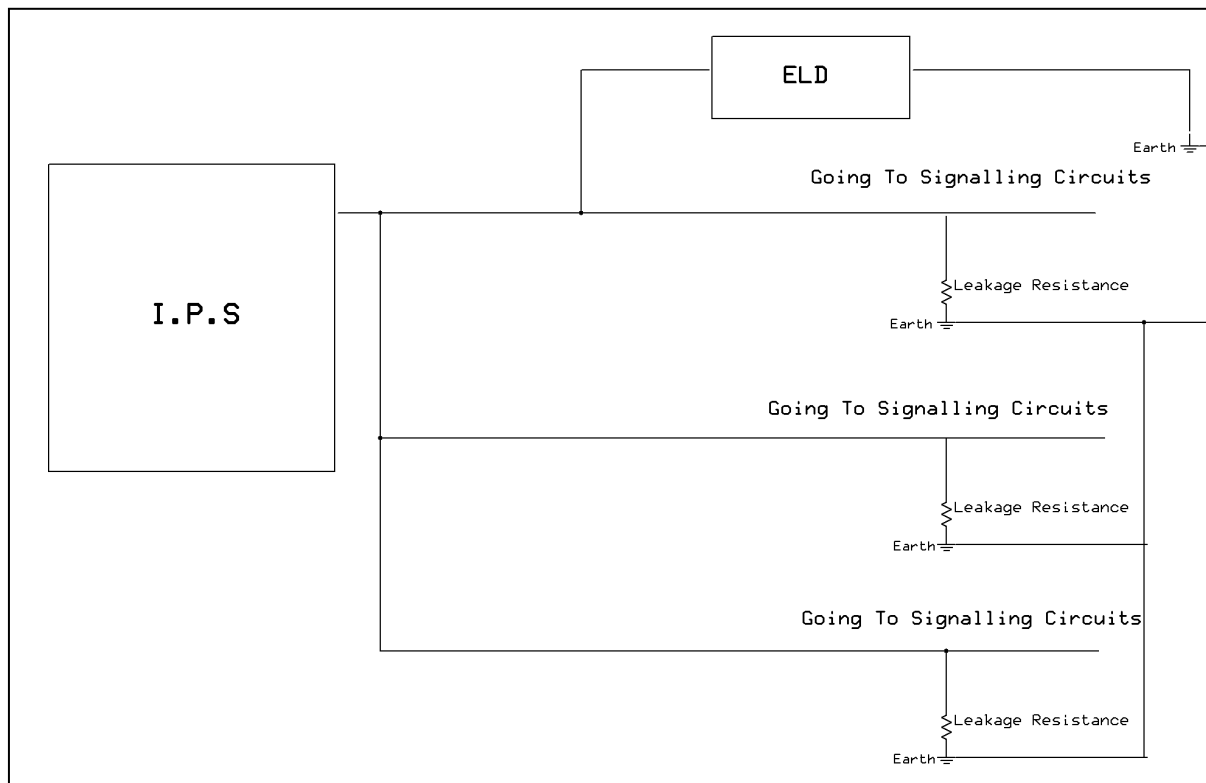 ELD
Earth
Going To Signalling Circuits
I.P.S
Leakage Resistance
Earth
Going To Signalling Circuits
Leakage Resistance
Earth
Going To Signalling Circuits
Leakage Resistance
Earth